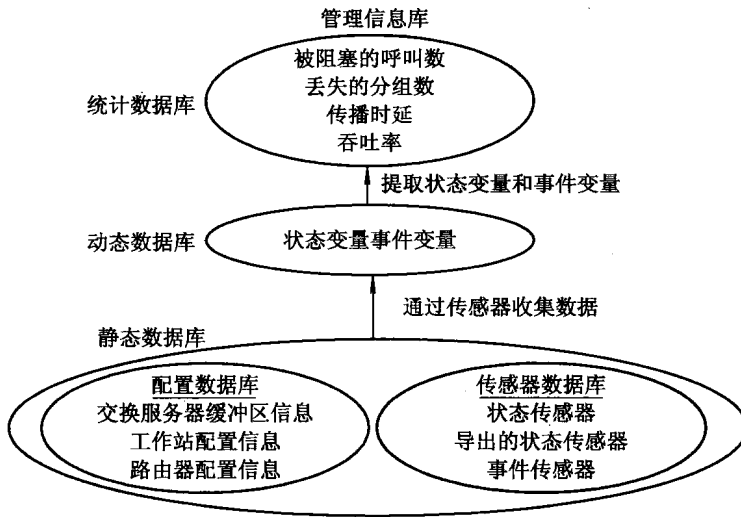 管理信息库
被阻塞的呼叫数
丢失的分组数
传播时延
吞吐率
统计数据库
提取状态变量和事件变量
动态数据库
状态变量事件变量
通过传感器收集数据
静态数据库
配置数据库
交换服务器缓冲区信息
工作站配置信息
路由器配置信息
传感器数据库
状态传感器
导出的状态传感器
事件传感器